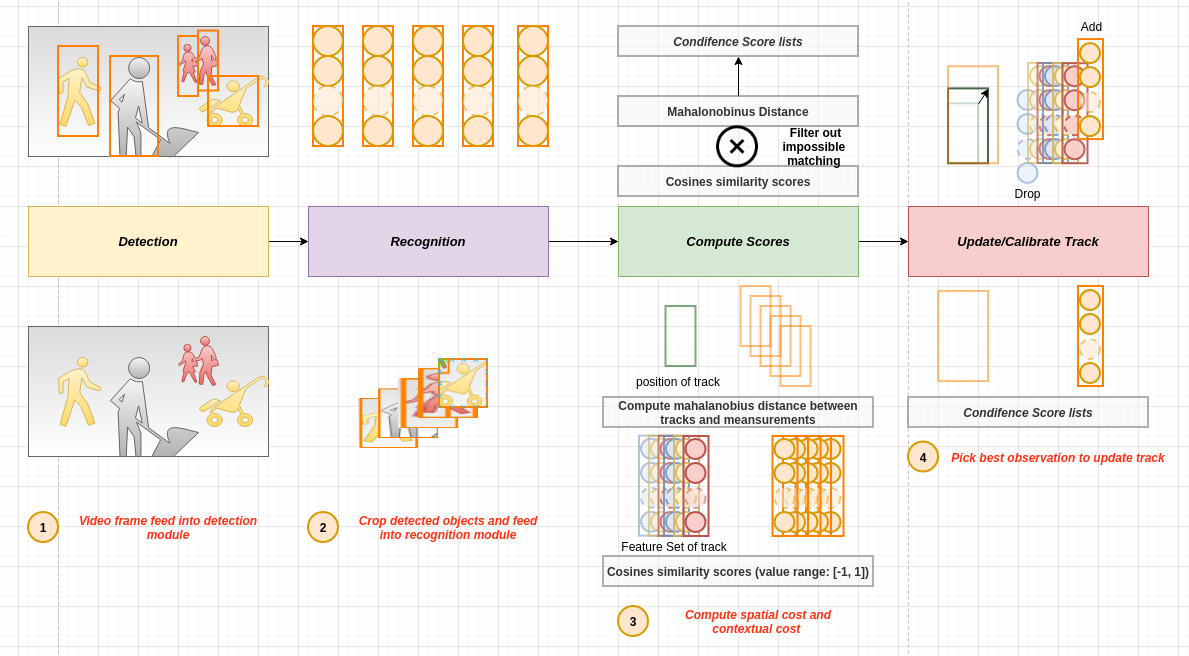 Add
Condifence Score lists
Mahalonobinus Distance
Filter out
impossible
matching
Cosines similarity scores
Drop
Detection
Recognition
Compute Scores
Update/Calibrate Track
position of track
Compute mahalanobius distance between
tracks and meansurements
Condifence Score lists
4
Pick best observation to update track
1
Video frame feed into detection
module
2
Crop detected objects and feed
into recognition module
Feature Set of track
Cosines similarity scores (value range: [-1, 1])
3
Compute spatial cost and
contextual cost